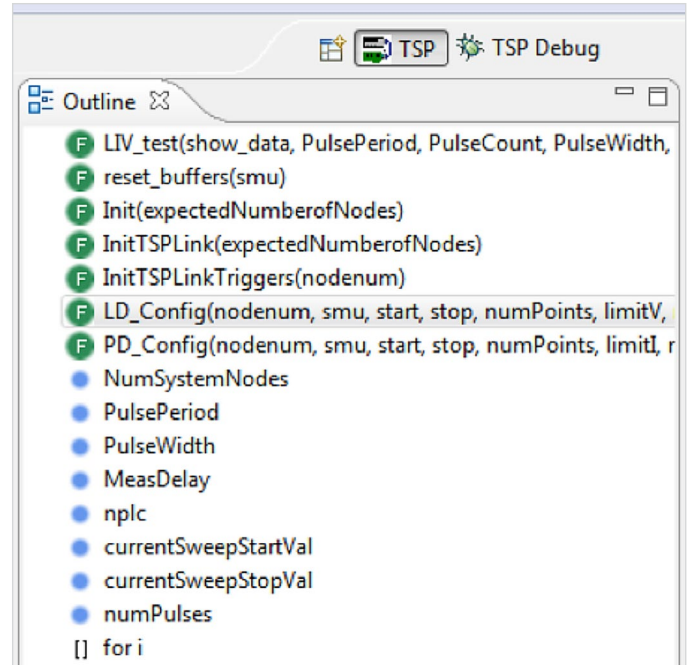 TSP TSP Debug
Outline
LIV_test(show_data, PulsePeriod, PulseCount, PulseWidth,
reset_buffers(smu)
Init(expectedNumberofNodes)
InitTSPLink(expectedNumberofNodes)
InitTSPLinkTriggers(nodenum)
LD_Config(nodenum, smu, start, stop, numPoints, limitV,
PD_Config(nodenum, smu, start, stop, numPoints, limitI, r
NumSystemNodes
PulsePeriod
PulseWidth
MeasDelay
nplc
currentSweepStartVal
currentSweepStopVal
numPulses
[] for i